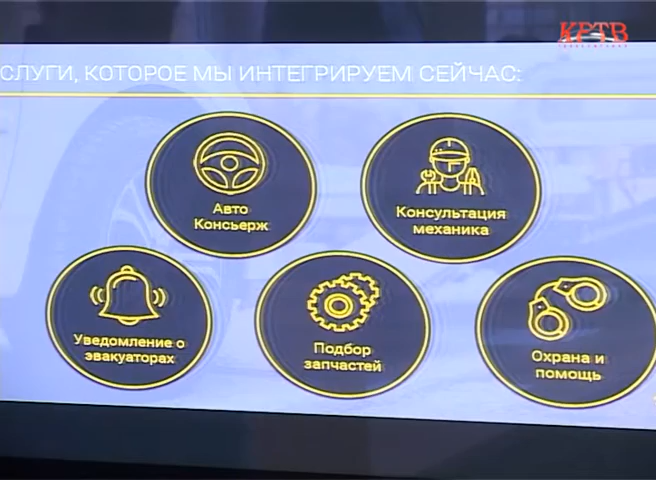 КРТВ
СЛУГИ, КОТОРОЕ МЫ ИНТЕГРИРУЕМ СЕЙЧАС:
Авто
Консьерж
Консультация
механика
Уведомление о
эвакуаторах
Подбор
запчастей
Охрана и
помощь